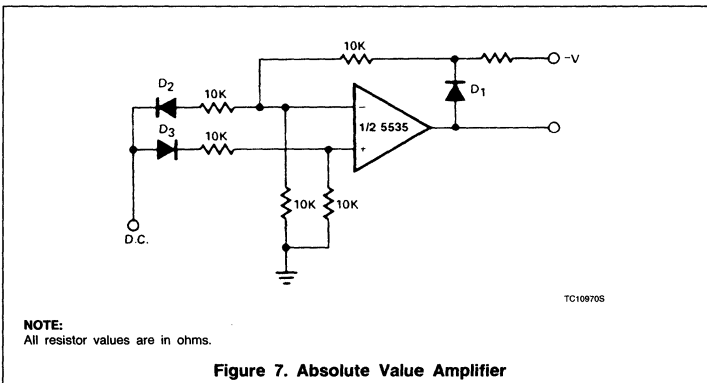 10K
-V
D2
10K
D1
D3
10K
-
1/2 5535
+
10K
10K
D.C.
TC10970S
NOTE:
All resistor values are in ohms.
Figure 7. Absolute Value Amplifier